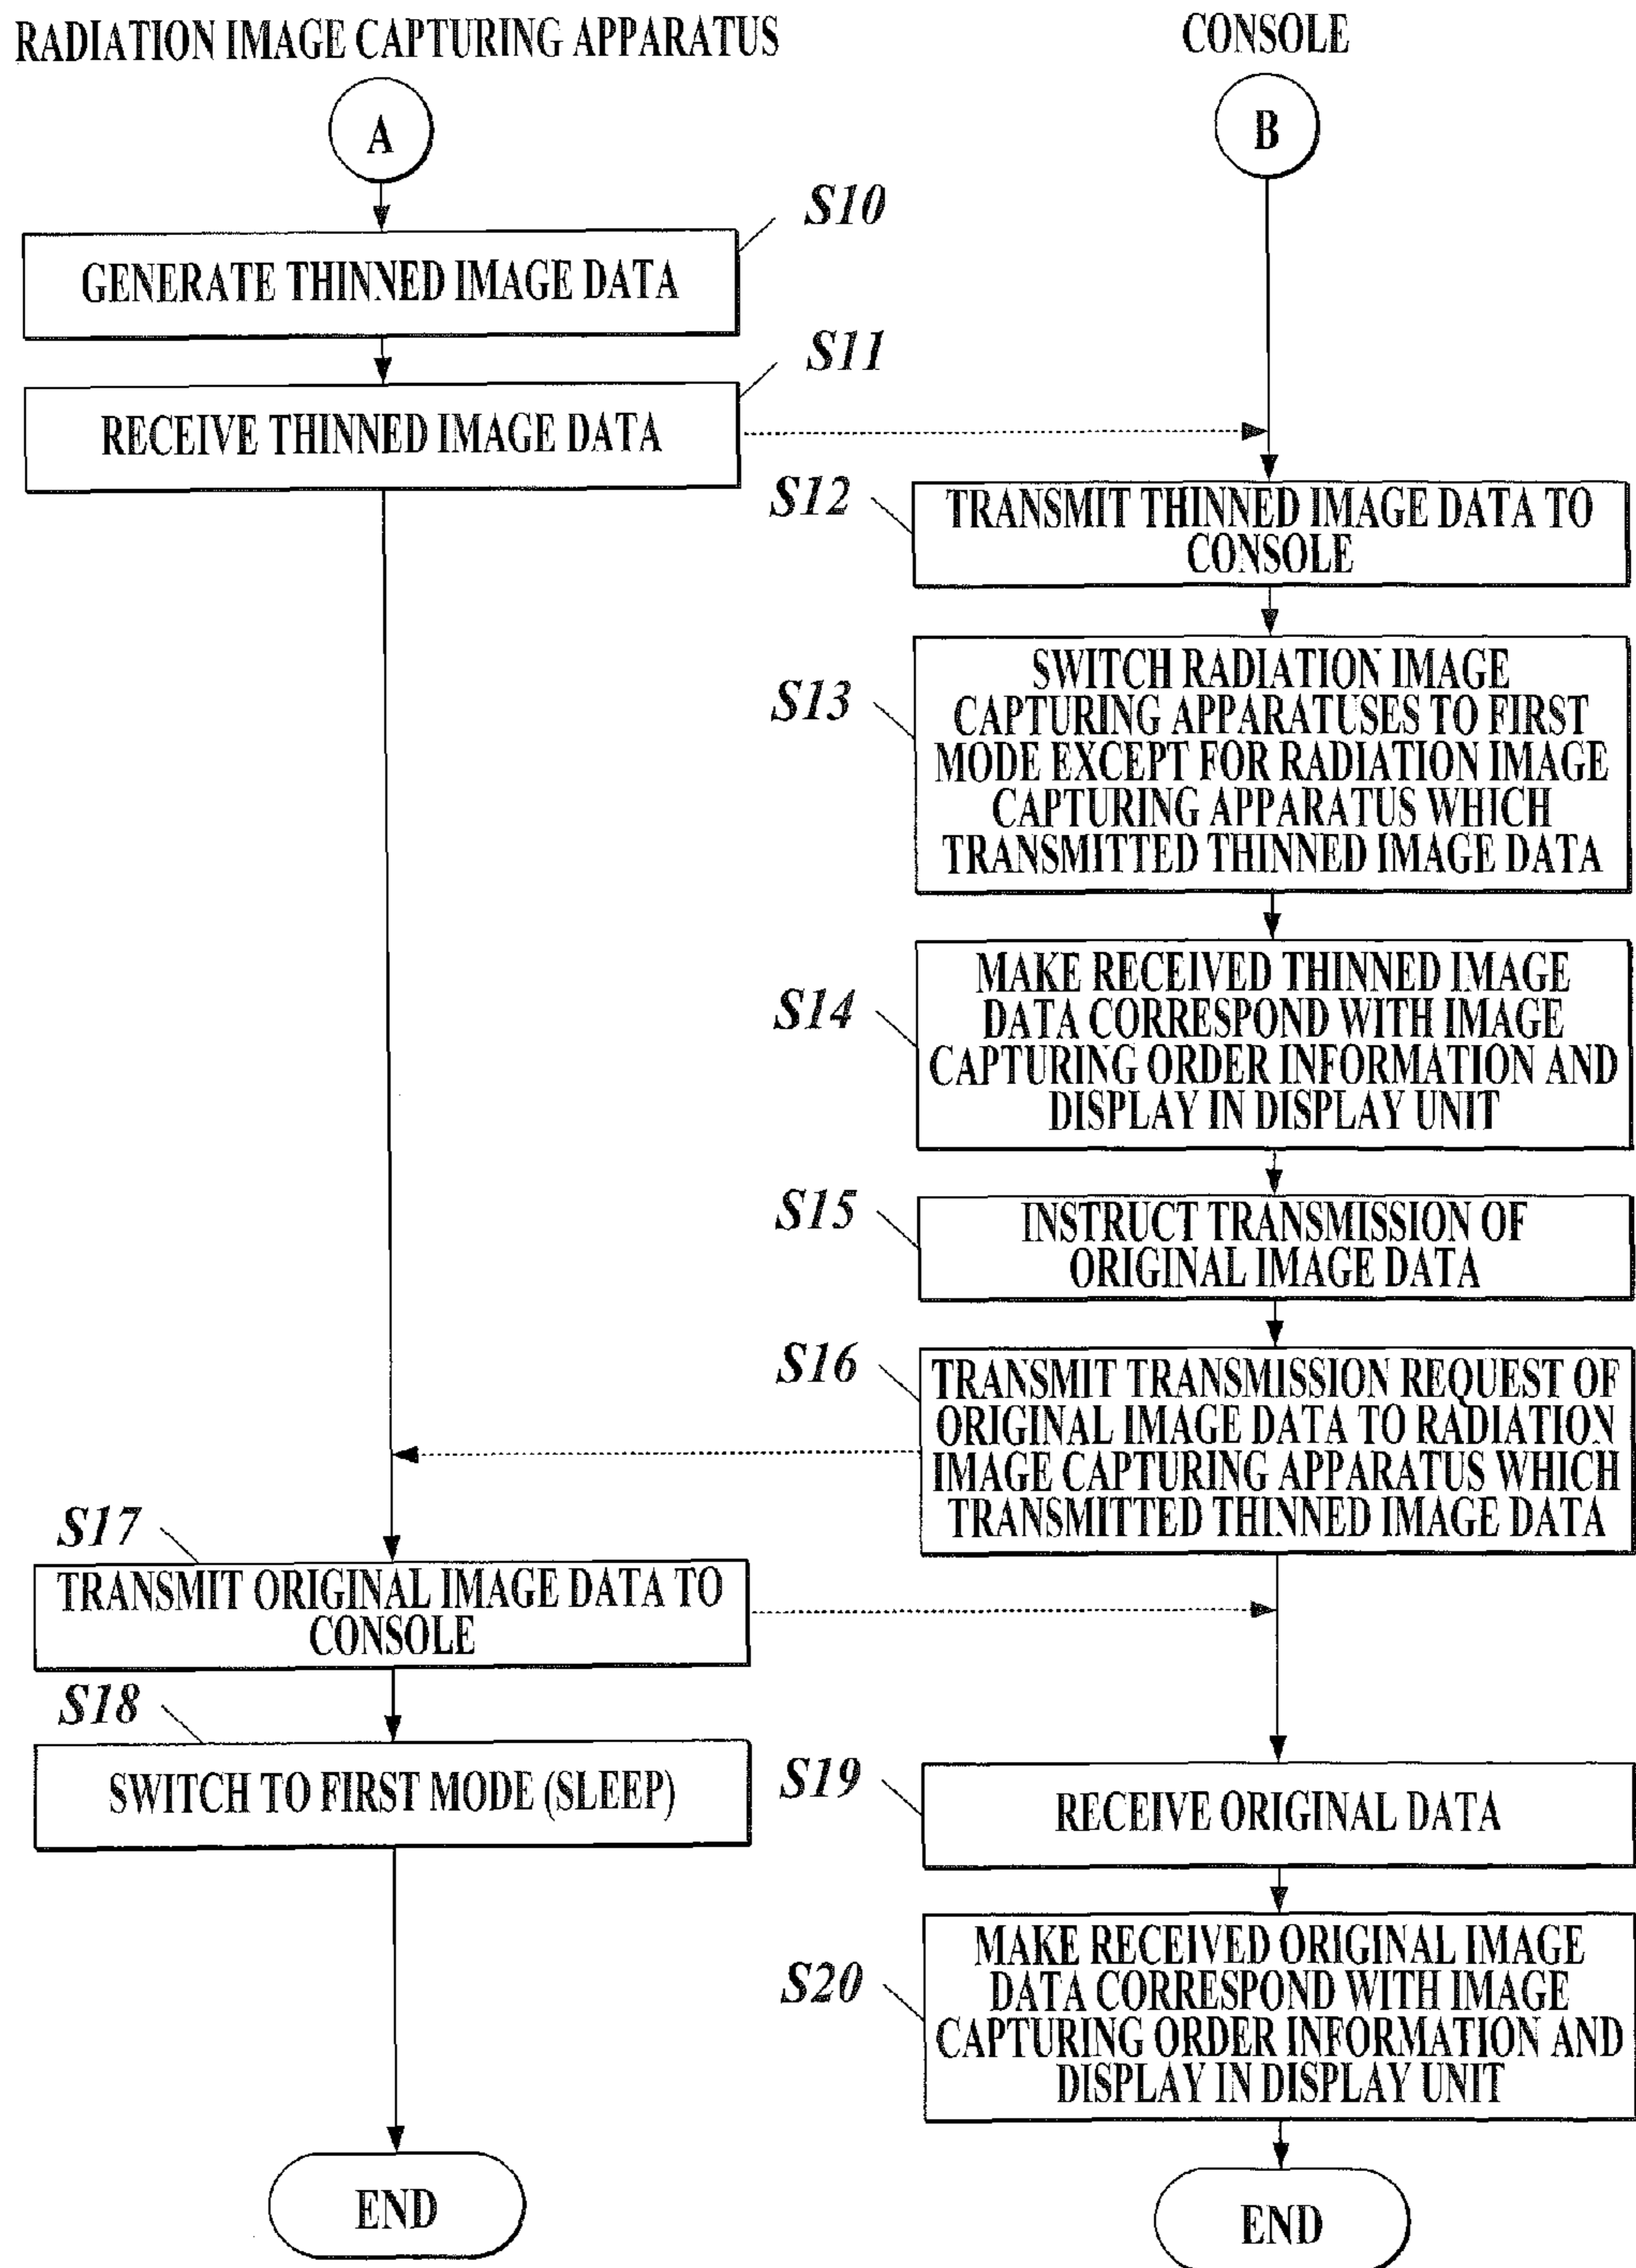 RADIATION IMAGE CAPTURING APPARATUS
CONSOLE
A
B
S10
GENERATE THINNED IMAGE DATA
S11
RECEIVE THINNED IMAGE DATA
S12
TRANSMIT THINNED IMAGE DATA TO
CONSOLE
S13
SWITCH RADIATION IMAGE
CAPTURING APPARATUSES TO FIRST
MODE EXCEPT FOR RADIATION IMAGE
CAPTURING APPARATUS WHICH
TRANSMITTED THINNED IMAGE DATA
S14
MAKE RECEIVED THINNED IMAGE
DATA CORRESPOND WITH IMAGE
CAPTURING ORDER INFORMATION AND
DISPLAY IN DISPLAY UNIT
S15
INSTRUCT TRANSMISSION OF
ORIGINAL IMAGE DATA
S16
TRANSMIT TRANSMISSION REQUEST OF
ORIGINAL IMAGE DATA TO RADIATION
IMAGE CAPTURING APPARATUS WHICH
TRANSMITTED THINNED IMAGE DATA
S17
TRANSMIT ORIGINAL IMAGE DATA TO
CONSOLE
S18
SWITCH TO FIRST MODE (SLEEP)
S19
RECEIVE ORIGINAL DATA
S20
MAKE RECEIVED ORIGINAL IMAGE
DATA CORRESPOND WITH IMAGE
CAPTURING ORDER INFORMATION AND
DISPLAY IN DISPLAY UNIT
END
END